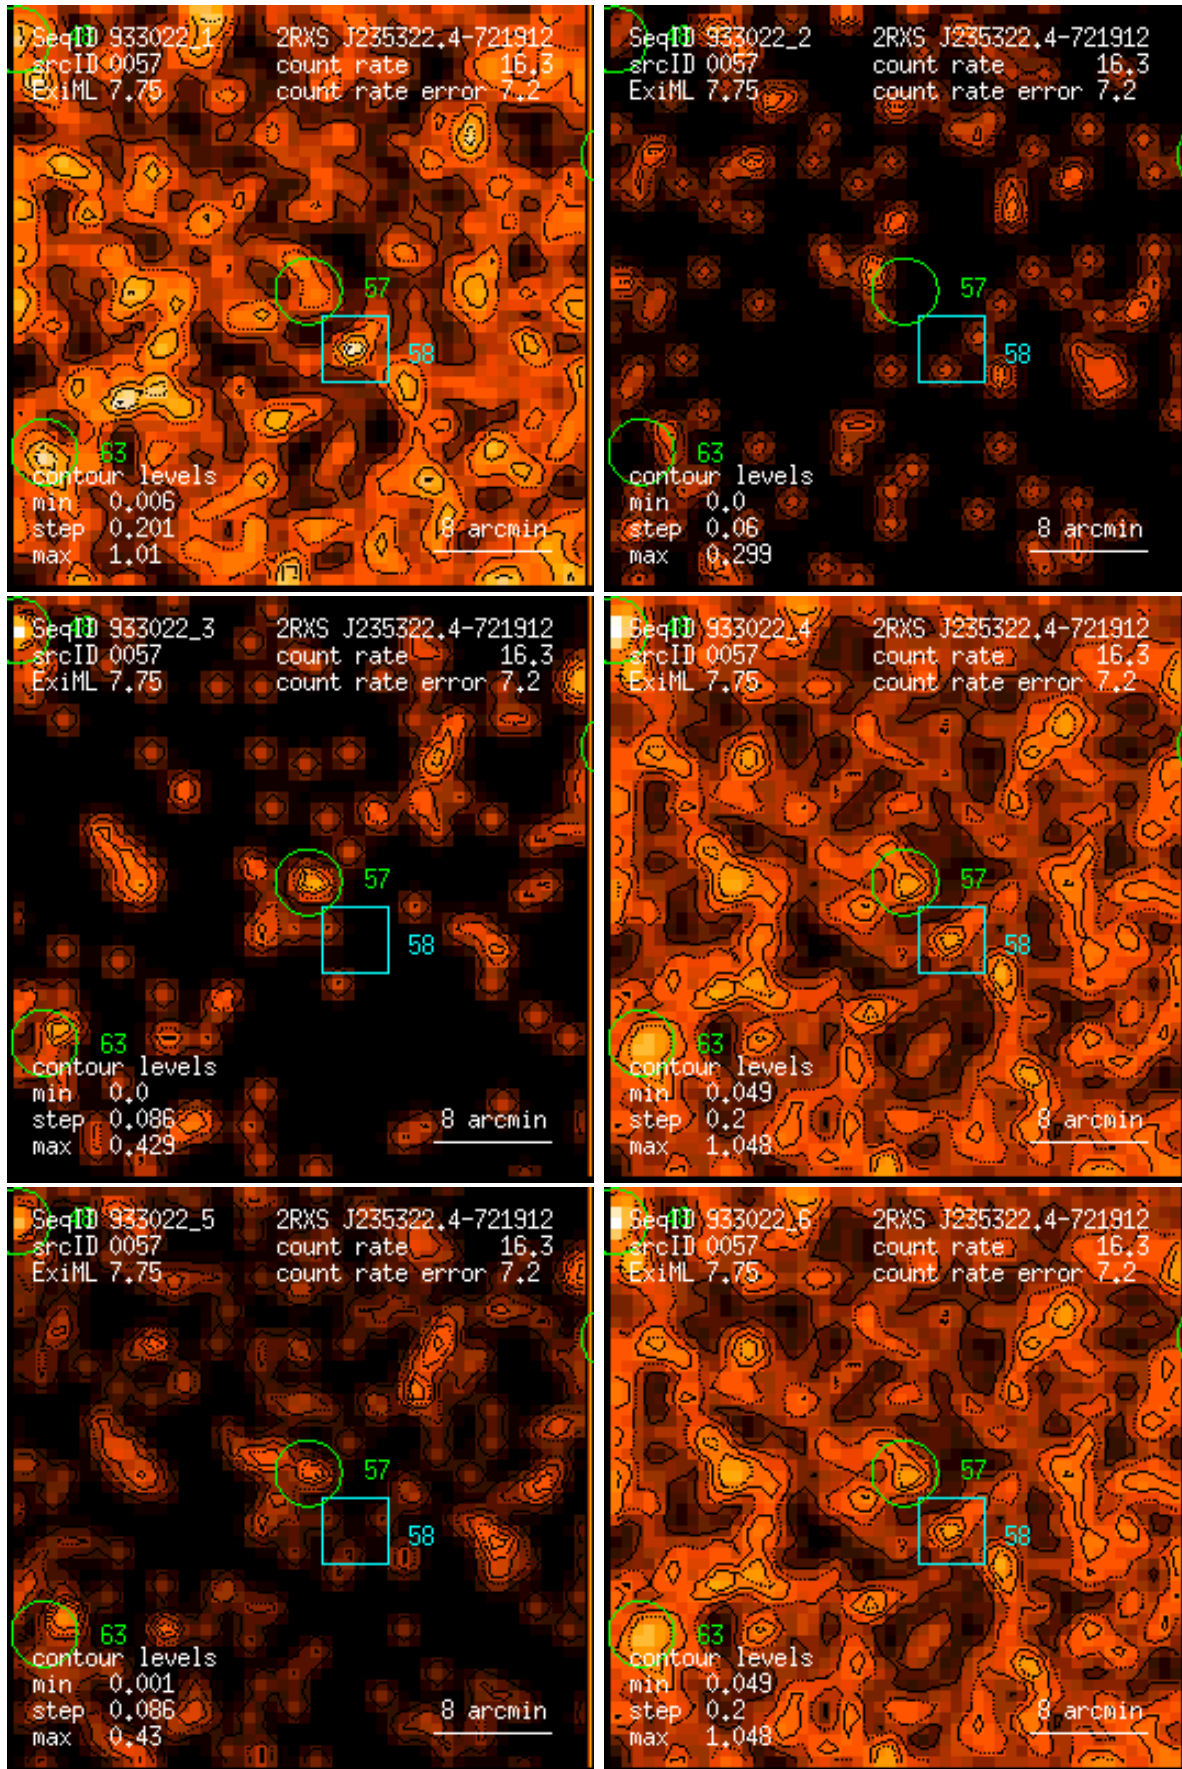 SeqID 933022_1 2RXS J235322.4-721912
srcID 0057 count rate 16.3
ExiML 7.75 count rate error 7.2
57
58
63
contour levels
min 0.006
step 0.201 8 arcmin
max 1.01
SeqID 933022_2 2RXS J235322.4-721912
srcID 0057 count rate 16.3
ExiML 7.75 count rate error 7.2
57
58
63
contour levels
min 0.0
step 0.06 8 arcmin
max 0.299
SeqID 933022_3 2RXS J235322.4-721912
srcID 0057 count rate 16.3
ExiML 7.75 count rate error 7.2
57
58
63
contour levels
min 0.0
step 0.086 8 arcmin
max 0.429
SeqID 933022_4 2RXS J235322.4-721912
srcID 0057 count rate 16.3
ExiML 7.75 count rate error 7.2
57
58
63
contour levels
min 0.049
step 0.2 8 arcmin
max 1.048
SeqID 933022_5 2RXS J235322.4-721912
srcID 0057 count rate 16.3
ExiML 7.75 count rate error 7.2
57
58
63
contour levels
min 0.001
step 0.086 8 arcmin
max 0.43
SeqID 933022_6 2RXS J235322.4-721912
srcID 0057 count rate 16.3
ExiML 7.75 count rate error 7.2
57
58
63
contour levels
min 0.049
step 0.2 8 arcmin
max 1.048